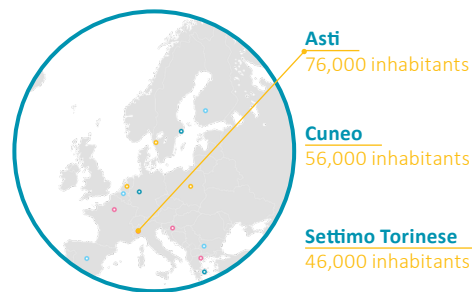 Asti
76,000 inhabitants
Cuneo
56,000 inhabitants
Settimo Torinese
46,000 inhabitants